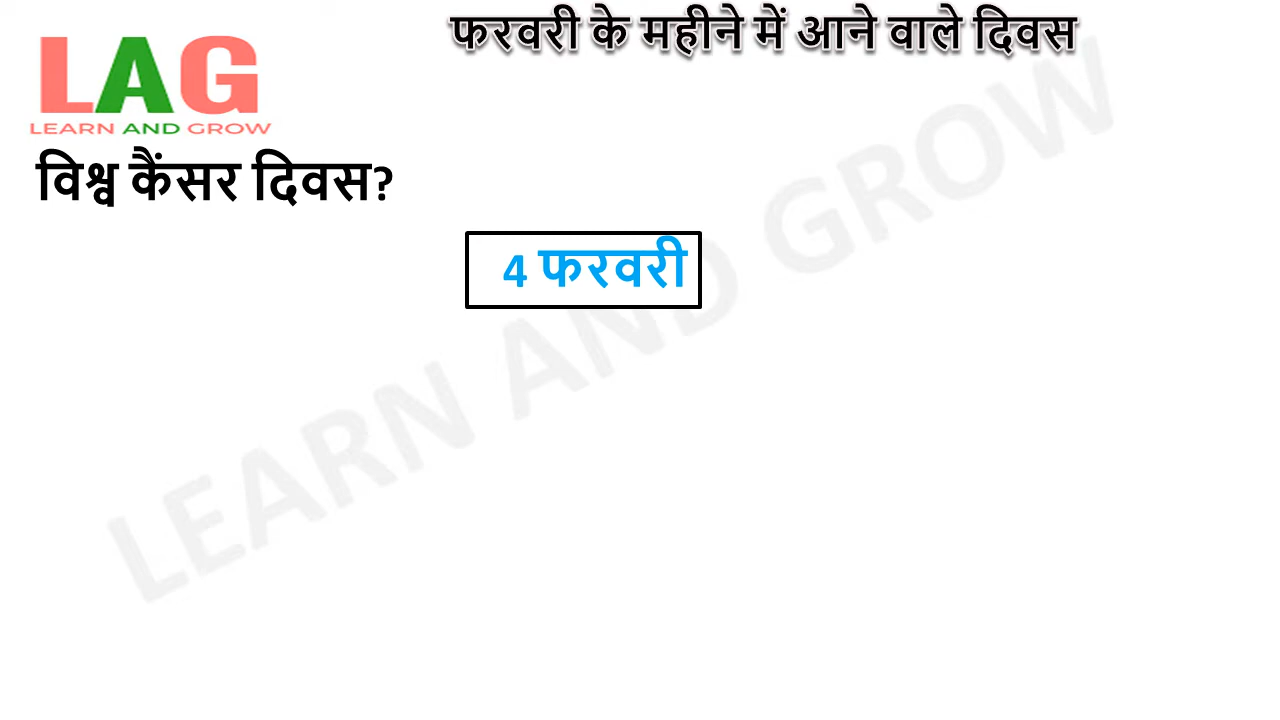 फरवरी के महीने में आने वाले दिवस
LAG
LEARN AND GROW
विश्व कैंसर दिवस?
4 फरवरी
LEARN AND GROW